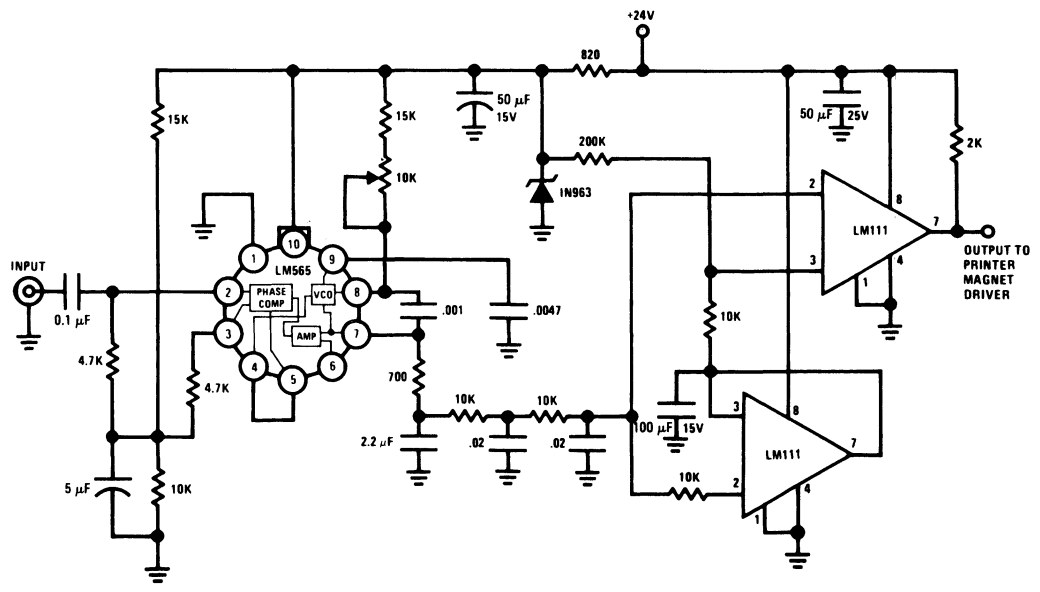 +24V
820
15K
50 μF
15V
15K
10K
200K
IN963
50 μF 25V
2K
2
3
8
7
4
1
LM111
OUTPUT TO
PRINTER
MAGNET
DRIVER
INPUT
0.1 μF
1
10
9
LM565
2
PHASE
COMP
VCO
8
3
AMP
7
4
5
6
.001
.0047
4.7K
4.7K
700
10K
10K
2.2 μF
.02
.02
5 μF
10K
10K
100 μF 15V
3
8
LM111
7
10K
2
4
1